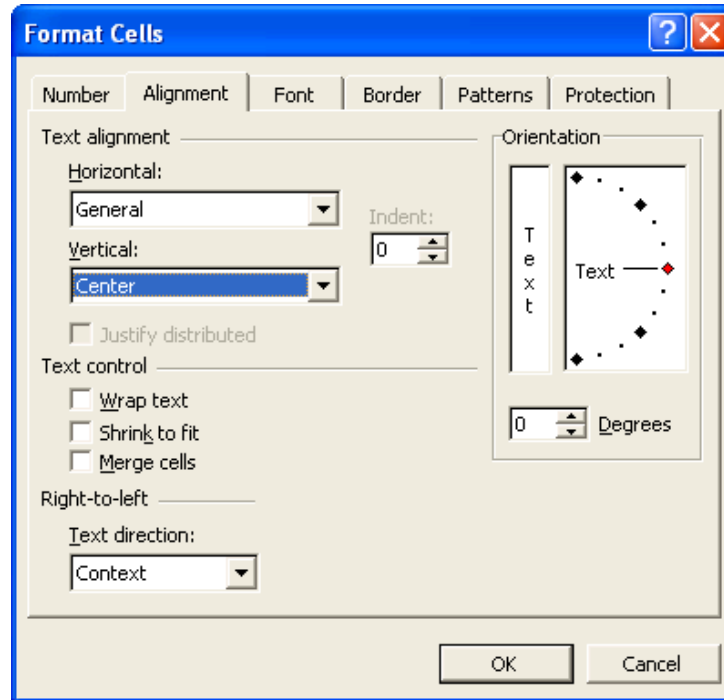 Format Cells
Number Alignment Font Border Patterns Protection
Text alignment
Horizontal:
General
Vertical:
Center
Indent:
0
Justify distributed
Text control
Wrap text
Shrink to fit
Merge cells
Right-to-left
Text direction:
Context
Orientation
Text
Text
0 Degrees
OK Cancel